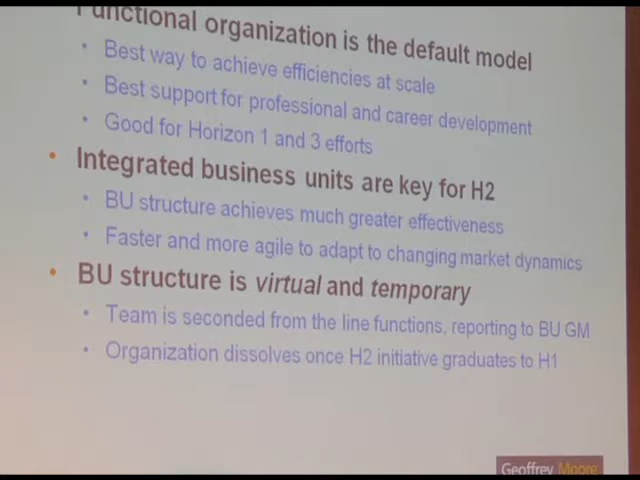 Functional organization is the default model
• Best way to achieve efficiencies at scale
• Best support for professional and career development
• Good for Horizon 1 and 3 efforts
• Integrated business units are key for H2
• BU structure achieves much greater effectiveness
• Faster and more agile to adapt to changing market dynamics
• BU structure is virtual and temporary
• Team is seconded from the line functions, reporting to BU GM
• Organization dissolves once H2 initiative graduates to H1
Geoffrey Moore